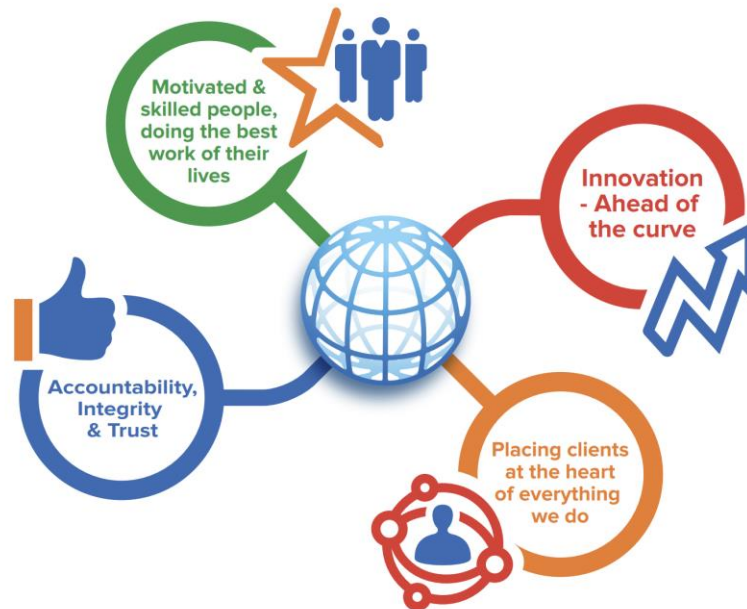 Motivated &
skilled people,
doing the best
work of their
lives
Innovation
- Ahead of
the curve
Accountability,
Integrity
& Trust
Placing clients
at the heart
of everything
we do